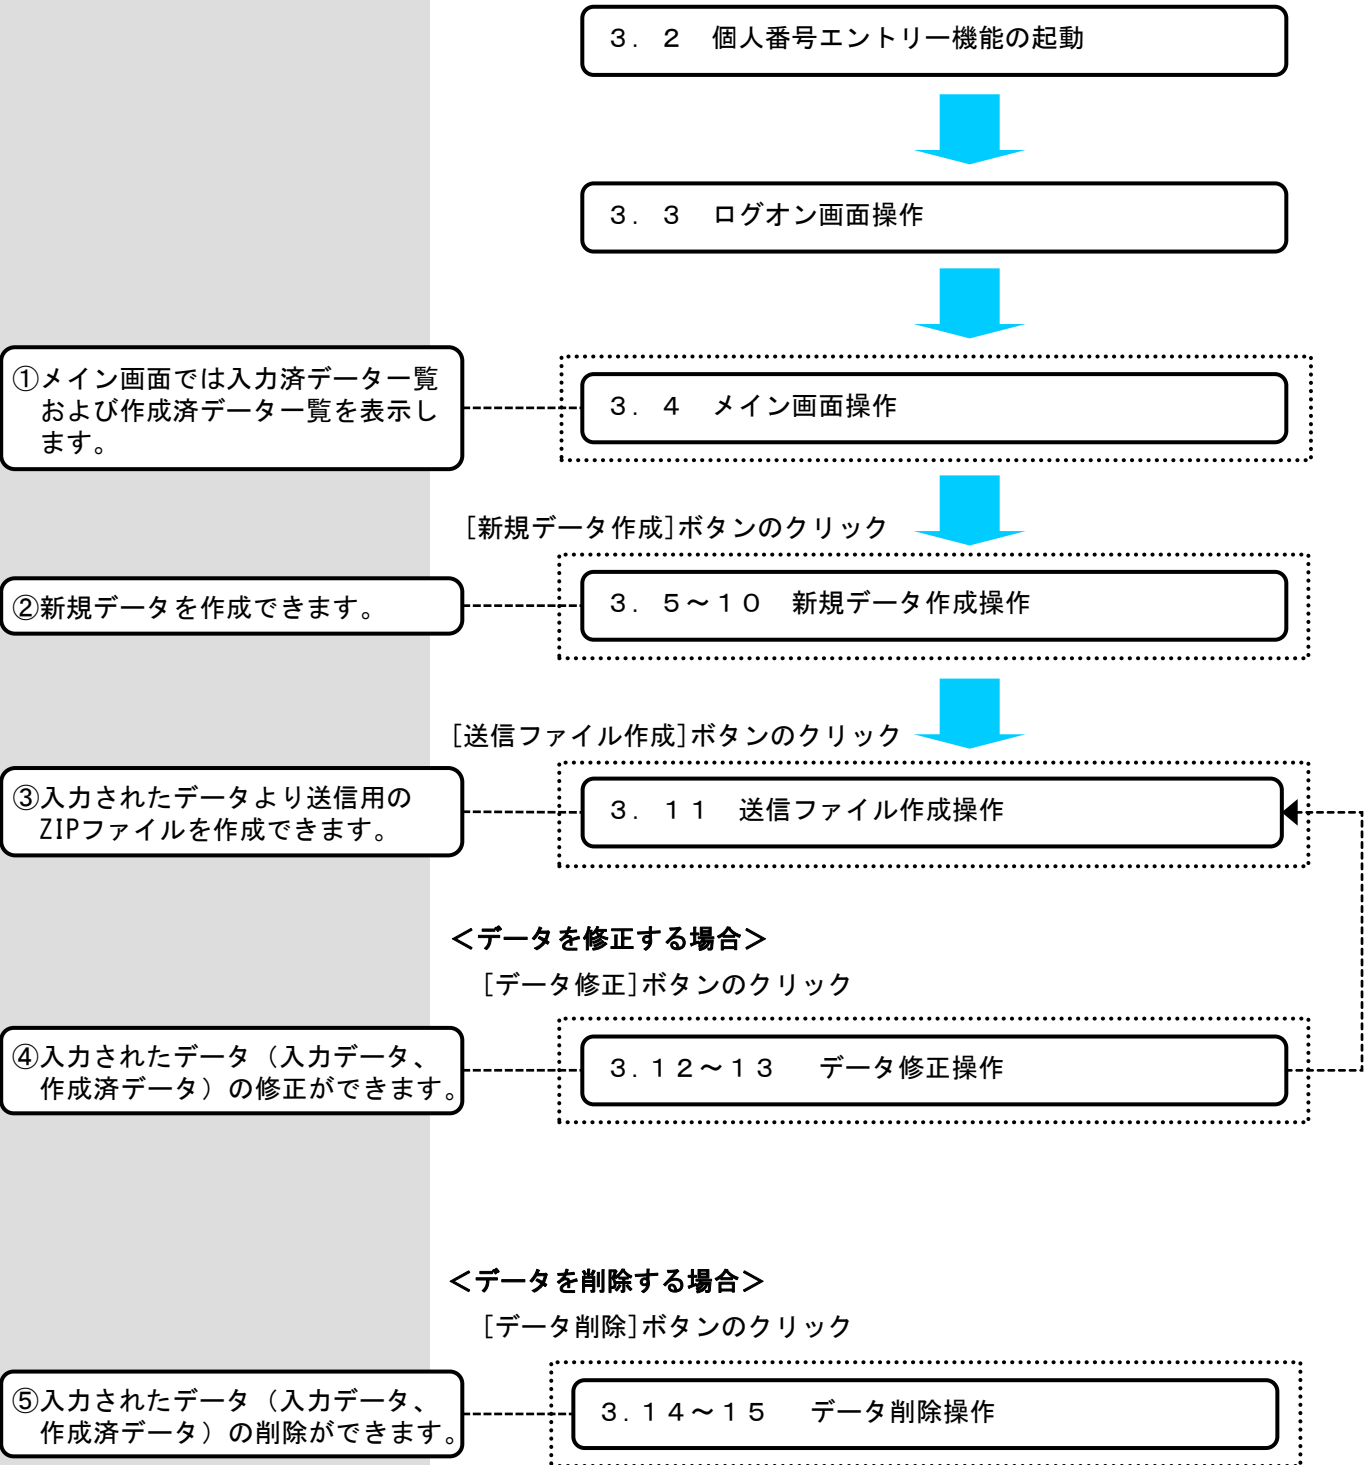 ３．２　個人番号エントリー機能の起動
３．３　ログオン画面操作
①メイン画面では入力済データ一覧
および作成済データ一覧を表示し
ます。
３．４　メイン画面操作
[新規データ作成]ボタンのクリック
②新規データを作成できます。
３．５～１０　新規データ作成操作
[送信ファイル作成]ボタンのクリック
③入力されたデータより送信用の
ZIPファイルを作成できます。
３．１１　送信ファイル作成操作
＜データを修正する場合＞
[データ修正]ボタンのクリック
④入力されたデータ（入力データ、
作成済データ）の修正ができます。
３.１２～１３　データ修正操作
＜データを削除する場合＞
[データ削除]ボタンのクリック
⑤入力されたデータ（入力データ、
作成済データ）の削除ができます。
３.１４～１５　データ削除操作